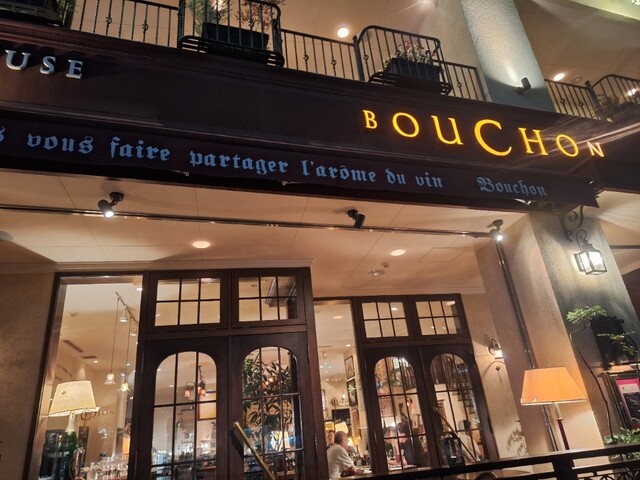 USE
BOUCHON
vous faire partager l'arôme du vin Bouchon